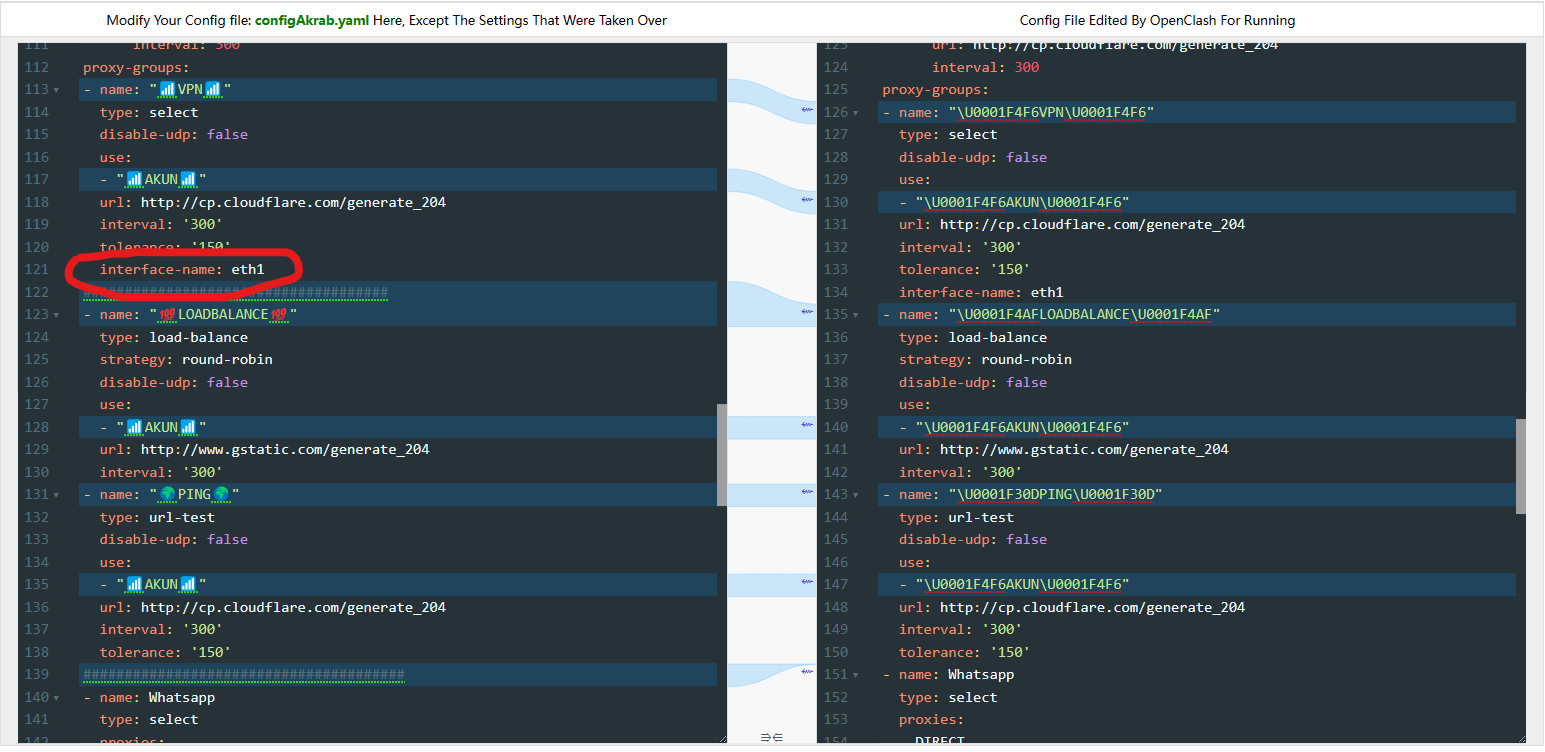 Modify Your Config file: configAkrab.yaml Here, Except The Settings That Were Taken Over
Config File Edited By OpenClash For Running
111 interval: 300
112 proxy-groups:
113 - name: "📶VPN📶"
114 type: select
115 disable-udp: false
116 use:
117 - "📶AKUN📶"
118 url: http://cp.cloudflare.com/generate_204
119 interval: '300'
120 tolerance: '150'
121 interface-name: eth1
122 #####################################
123 - name: "💯LOADBALANCE💯"
124 type: load-balance
125 strategy: round-robin
126 disable-udp: false
127 use:
128 - "📶AKUN📶"
129 url: http://www.gstatic.com/generate_204
130 interval: '300'
131 - name: "🌍PING🌍"
132 type: url-test
133 disable-udp: false
134 use:
135 - "📶AKUN📶"
136 url: http://cp.cloudflare.com/generate_204
137 interval: '300'
138 tolerance: '150'
139 #######################################
140 - name: Whatsapp
141 type: select
142 proxies:
123 url: http://cp.cloudflare.com/generate_204
124 interval: 300
125 proxy-groups:
126 - name: "\U0001F4F6VPN\U0001F4F6"
127 type: select
128 disable-udp: false
129 use:
130 - "\U0001F4F6AKUN\U0001F4F6"
131 url: http://cp.cloudflare.com/generate_204
132 interval: '300'
133 tolerance: '150'
134 interface-name: eth1
135 - name: "\U0001F4AFLOADBALANCE\U0001F4AF"
136 type: load-balance
137 strategy: round-robin
138 disable-udp: false
139 use:
140 - "\U0001F4F6AKUN\U0001F4F6"
141 url: http://www.gstatic.com/generate_204
142 interval: '300'
143 - name: "\U0001F30DPING\U0001F30D"
144 type: url-test
145 disable-udp: false
146 use:
147 - "\U0001F4F6AKUN\U0001F4F6"
148 url: http://cp.cloudflare.com/generate_204
149 interval: '300'
150 tolerance: '150'
151 - name: Whatsapp
152 type: select
153 proxies:
154 - DIRECT